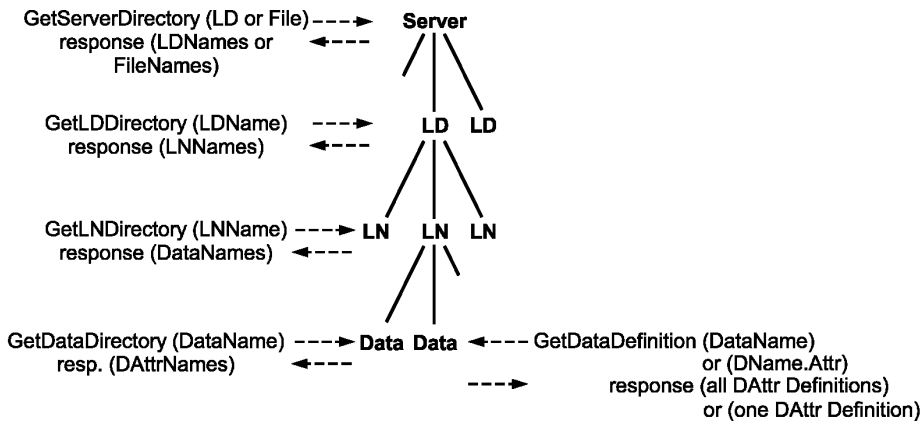 GetServerDirectory (LD or File)
response (LDNames or
FileNames)
Server
GetLDDirectory (LDName)
response (LNNames)
LD LD
GetLNDirectory (LNName)
response (DataNames)
LN LN LN
GetDataDirectory (DataName)
resp. (DAttrNames)
Data Data
GetDataDefinition (DataName)
or (DName.Attr)
response (all DAttr Definitions)
or (one DAttr Definition)